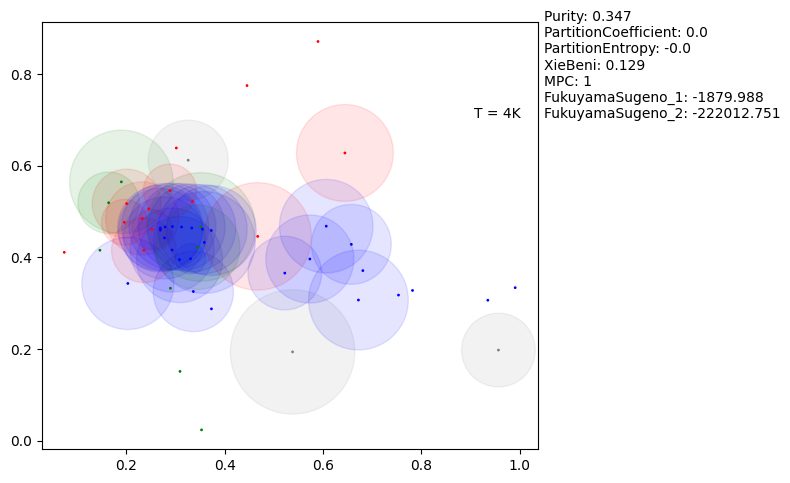 Purity: 0.347
PartitionCoefficient: 0.0
PartitionEntropy: -0.0
XieBeni: 0.129
MPC: 1
FukuyamaSugeno_1: -1879.988
FukuyamaSugeno_2: -222012.751
T = 4K
0.8
0.6
0.4
0.2
0.0
0.2 0.4 0.6 0.8 1.0